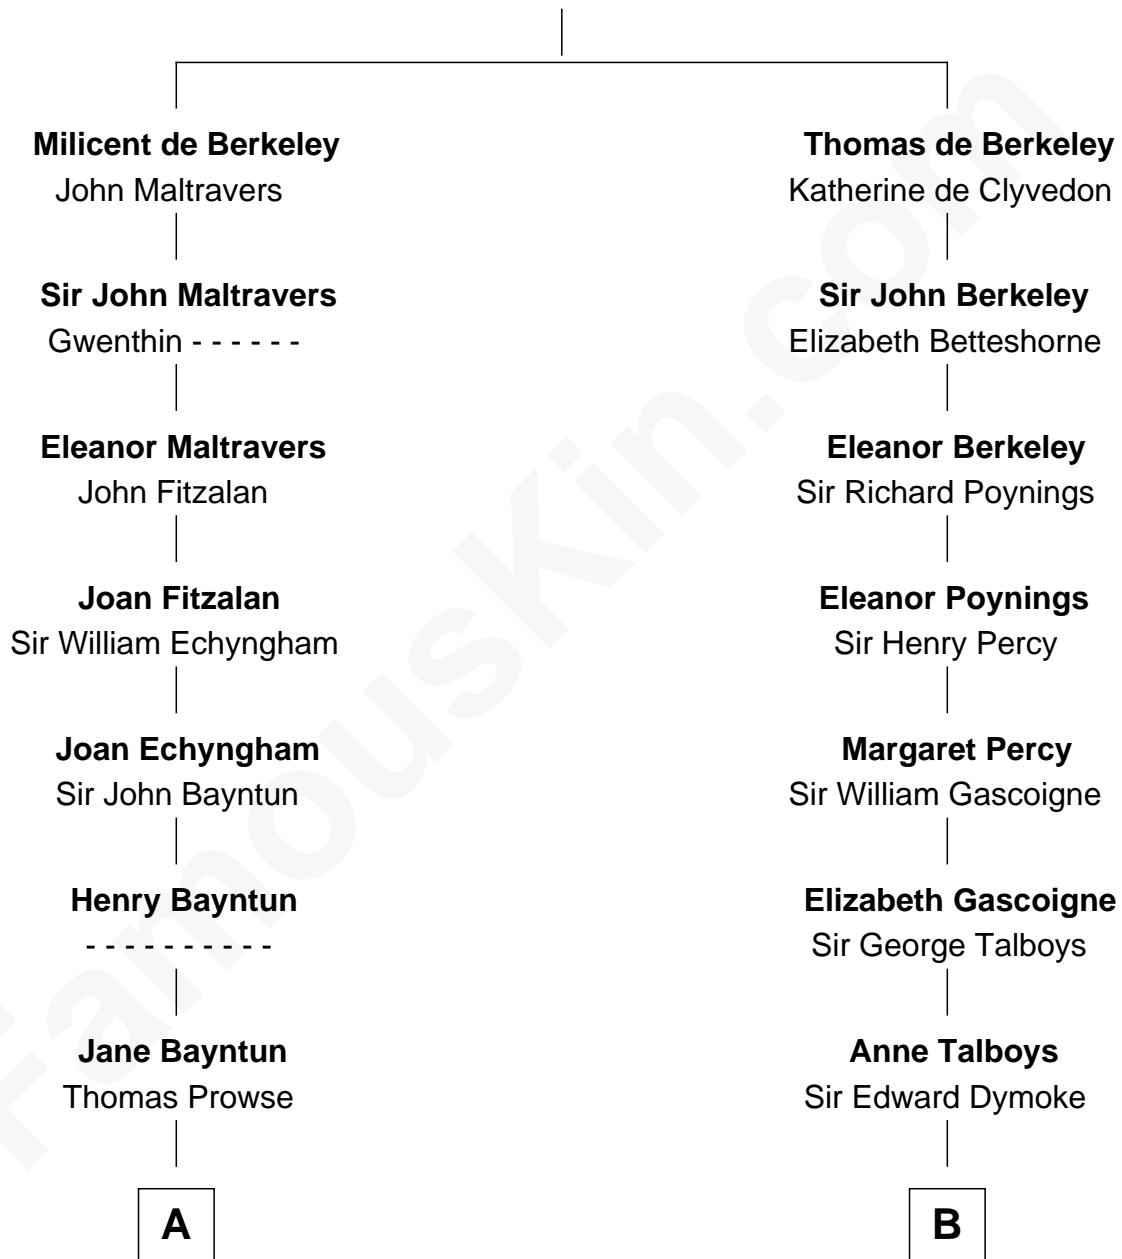 Milicent de Berkeley
John Maltravers
Thomas de Berkeley
Katherine de Clyvedon
Sir John Maltravers
Gwenthin - - - - - -
Sir John Berkeley
Elizabeth Betteshorne
Eleanor Maltravers
John Fitzalan
Eleanor Berkeley
Sir Richard Poynings
Joan Fitzalan
Sir William Echyngham
Eleanor Poynings
Sir Henry Percy
Joan Echyngham
Sir John Bayntun
Margaret Percy
Sir William Gascoigne
Henry Bayntun
- - - - - - - - - -
Elizabeth Gascoigne
Sir George Talboys
Jane Bayntun
Thomas Prowse
Anne Talboys
Sir Edward Dymoke
A
B
FamousKin.com